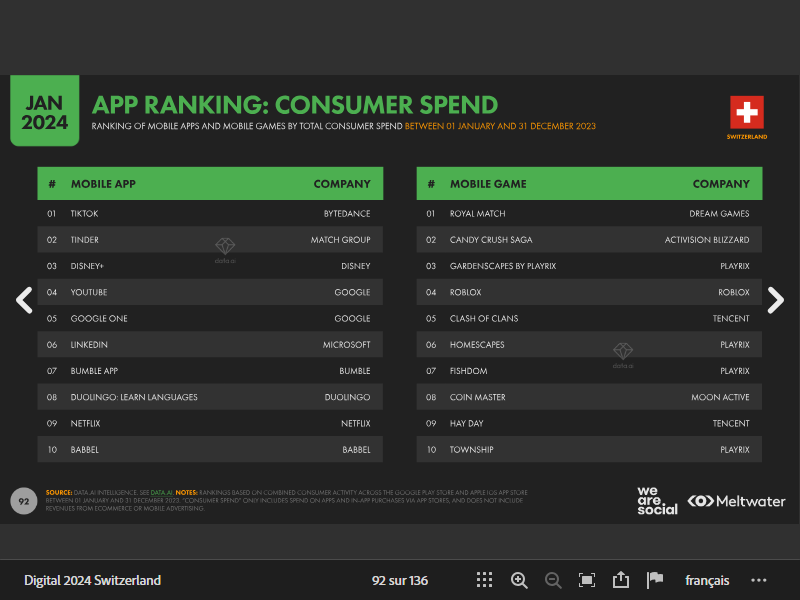 JAN
2024
APP RANKING: CONSUMER SPEND
RANKING OF MOBILE APPS AND MOBILE GAMES BY TOTAL CONSUMER SPEND BETWEEN 01 JANUARY AND 31 DECEMBER 2023
SWITZERLAND
# MOBILE APP COMPANY
01 TIKTOK BYTEDANCE
02 TINDER MATCH GROUP
03 DISNEY+ DISNEY
04 YOUTUBE GOOGLE
05 GOOGLE ONE GOOGLE
06 LINKEDIN MICROSOFT
07 BUMBLE APP BUMBLE
08 DUOLINGO: LEARN LANGUAGES DUOLINGO
09 NETFLIX NETFLIX
10 BABBEL BABBEL
data.ai
# MOBILE GAME COMPANY
01 ROYAL MATCH DREAM GAMES
02 CANDY CRUSH SAGA ACTIVISION BLIZZARD
03 GARDENSCAPES BY PLAYRIX PLAYRIX
04 ROBLOX ROBLOX
05 CLASH OF CLANS TENCENT
06 HOMESCAPES PLAYRIX
07 FISHDOM PLAYRIX
08 COIN MASTER MOON ACTIVE
09 HAY DAY TENCENT
10 TOWNSHIP PLAYRIX
data.ai
92
SOURCE: DATA.AI INTELLIGENCE. SEE DATA.AI. NOTES: RANKINGS BASED ON COMBINED CONSUMER ACTIVITY ACROSS THE GOOGLE PLAY STORE AND APPLE IOS APP STORE
BETWEEN 01 JANUARY AND 31 DECEMBER 2023. "CONSUMER SPEND" ONLY INCLUDES SPEND ON APPS AND IN-APP PURCHASES VIA APP STORES, AND DOES NOT INCLUDE
REVENUES FROM ECOMMERCE OR MOBILE ADVERTISING.
we
are.
social
Meltwater
Digital 2024 Switzerland
92 sur 136
français